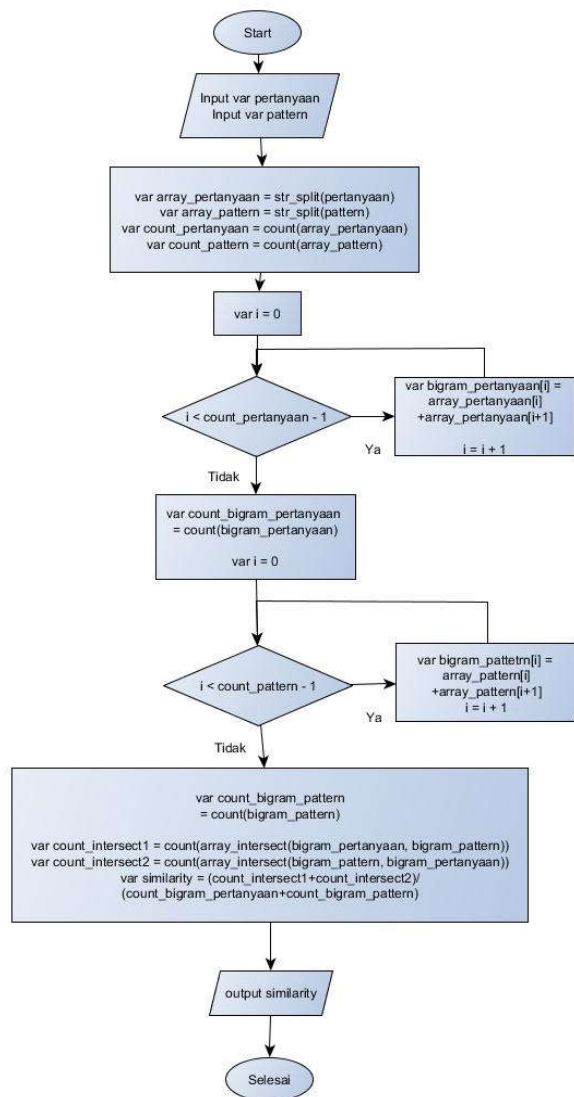 Start
Input var pertanyaan
Input var pattern
var array_pertanyaan = str_split(pertanyaan)
var array_pattern = str_split(pattern)
var count_pertanyaan = count(array_pertanyaan)
var count_pattern = count(array_pattern)
var i = 0
i < count_pertanyaan - 1
var bigram_pertanyaan[i] =
array_pertanyaan[i]
+array_pertanyaan[i+1]
i = i + 1
Ya
Tidak
var count_bigram_pertanyaan
= count(bigram_pertanyaan)
var i = 0
i < count_pattern - 1
var bigram_pattetrn[i] =
array_pattern[i]
+array_pattern[i+1]
i = i + 1
Ya
Tidak
var count_bigram_pattern
= count(bigram_pattern)
var count_intersect1 = count(array_intersect(bigram_pertanyaan, bigram_pattern))
var count_intersect2 = count(array_intersect(bigram_pattern, bigram_pertanyaan))
var similarity = (count_intersect1+count_intersect2)/
(count_bigram_pertanyaan+count_bigram_pattern)
output similarity
Selesai